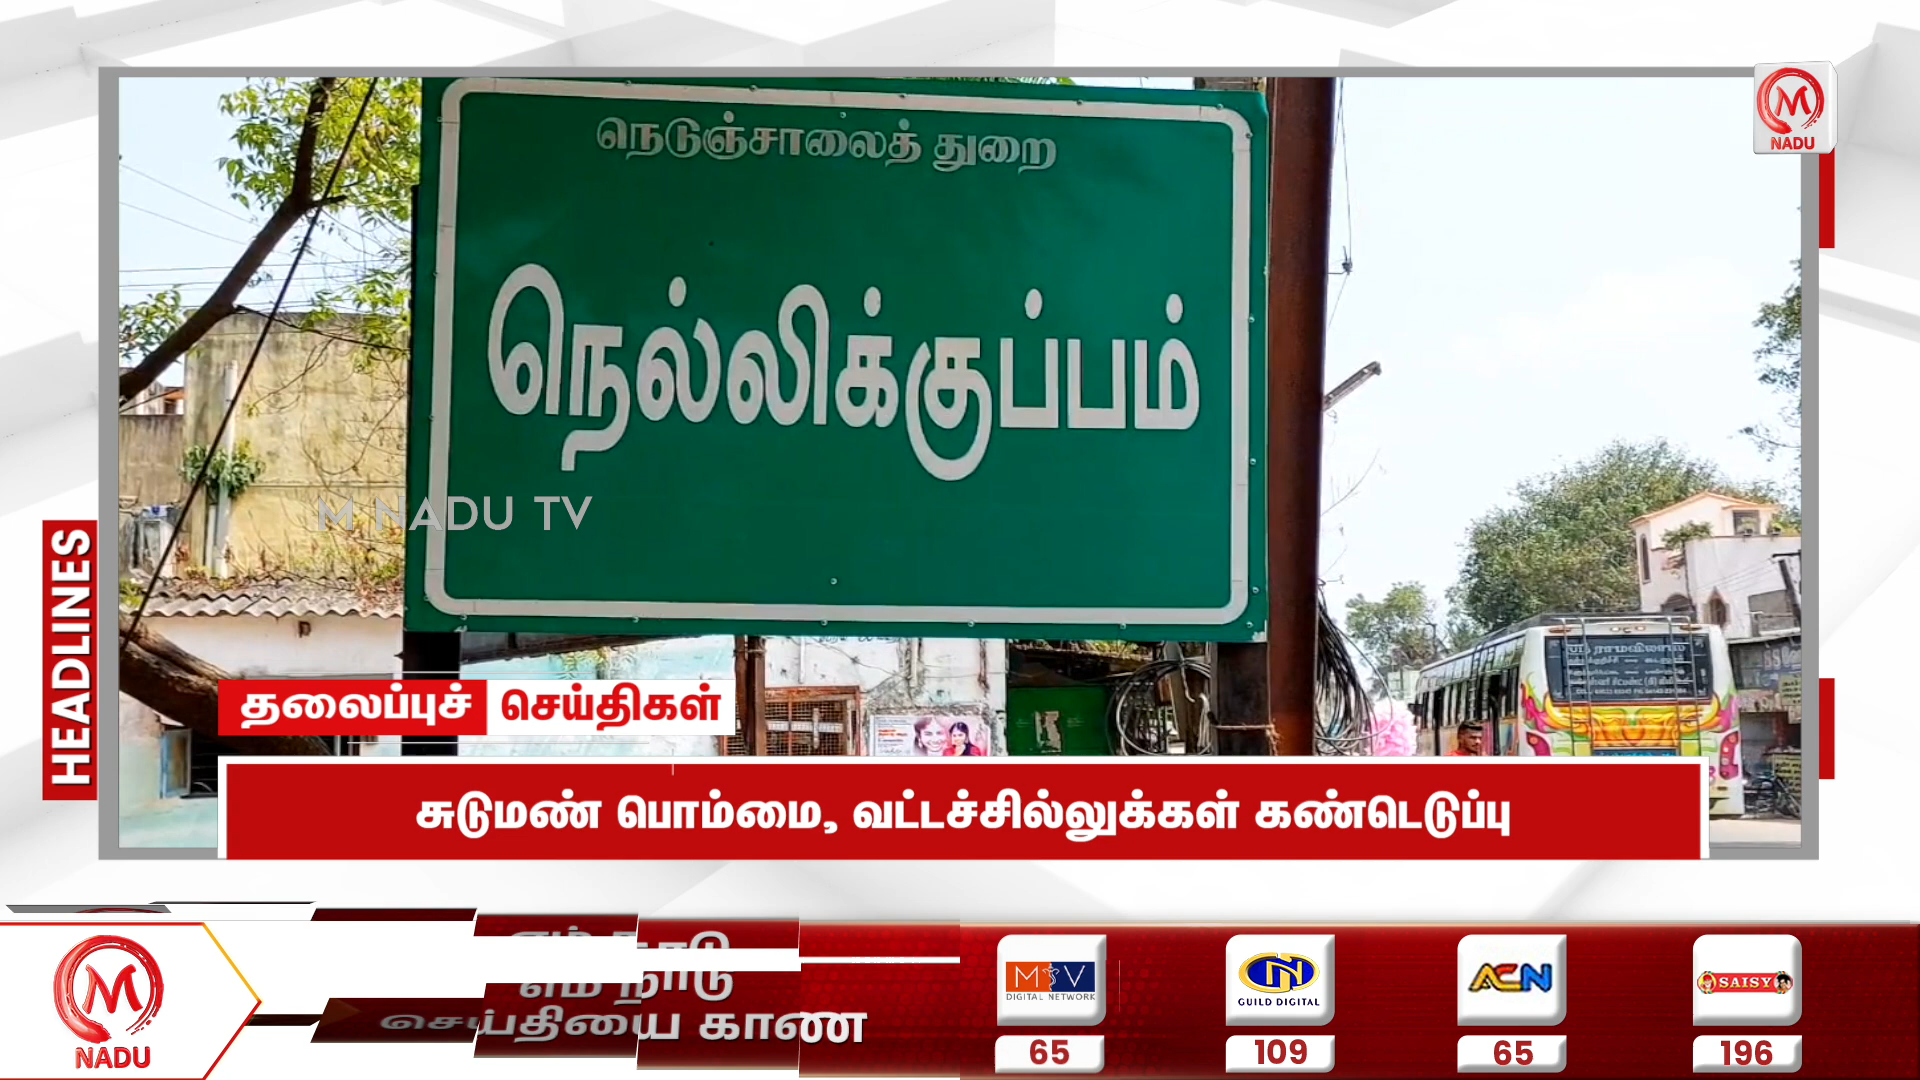 M
NADU
நெடுஞ்சாலைத் துறை
நெல்லிக்குப்பம்
M NADU TV
HEADLINES
தலைப்புச் செய்திகள்
சுடுமண் பொம்மை, வட்டச்சில்லுக்கள் கண்டெடுப்பு
எம் நாடு
செய்தியை காண
M
NADU
DIGITAL NETWORK
65
GUILD DIGITAL
109
ACN
65
SAISY
196